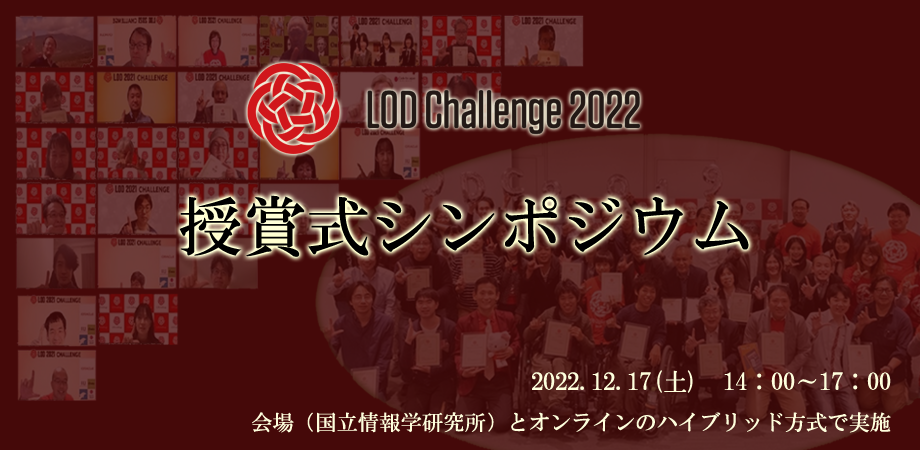 LOD Challenge 2022
授賞式シンポジウム
2022.12.17(土) 14：00～17：00
会場（国立情報学研究所）とオンラインのハイブリッド方式で実施